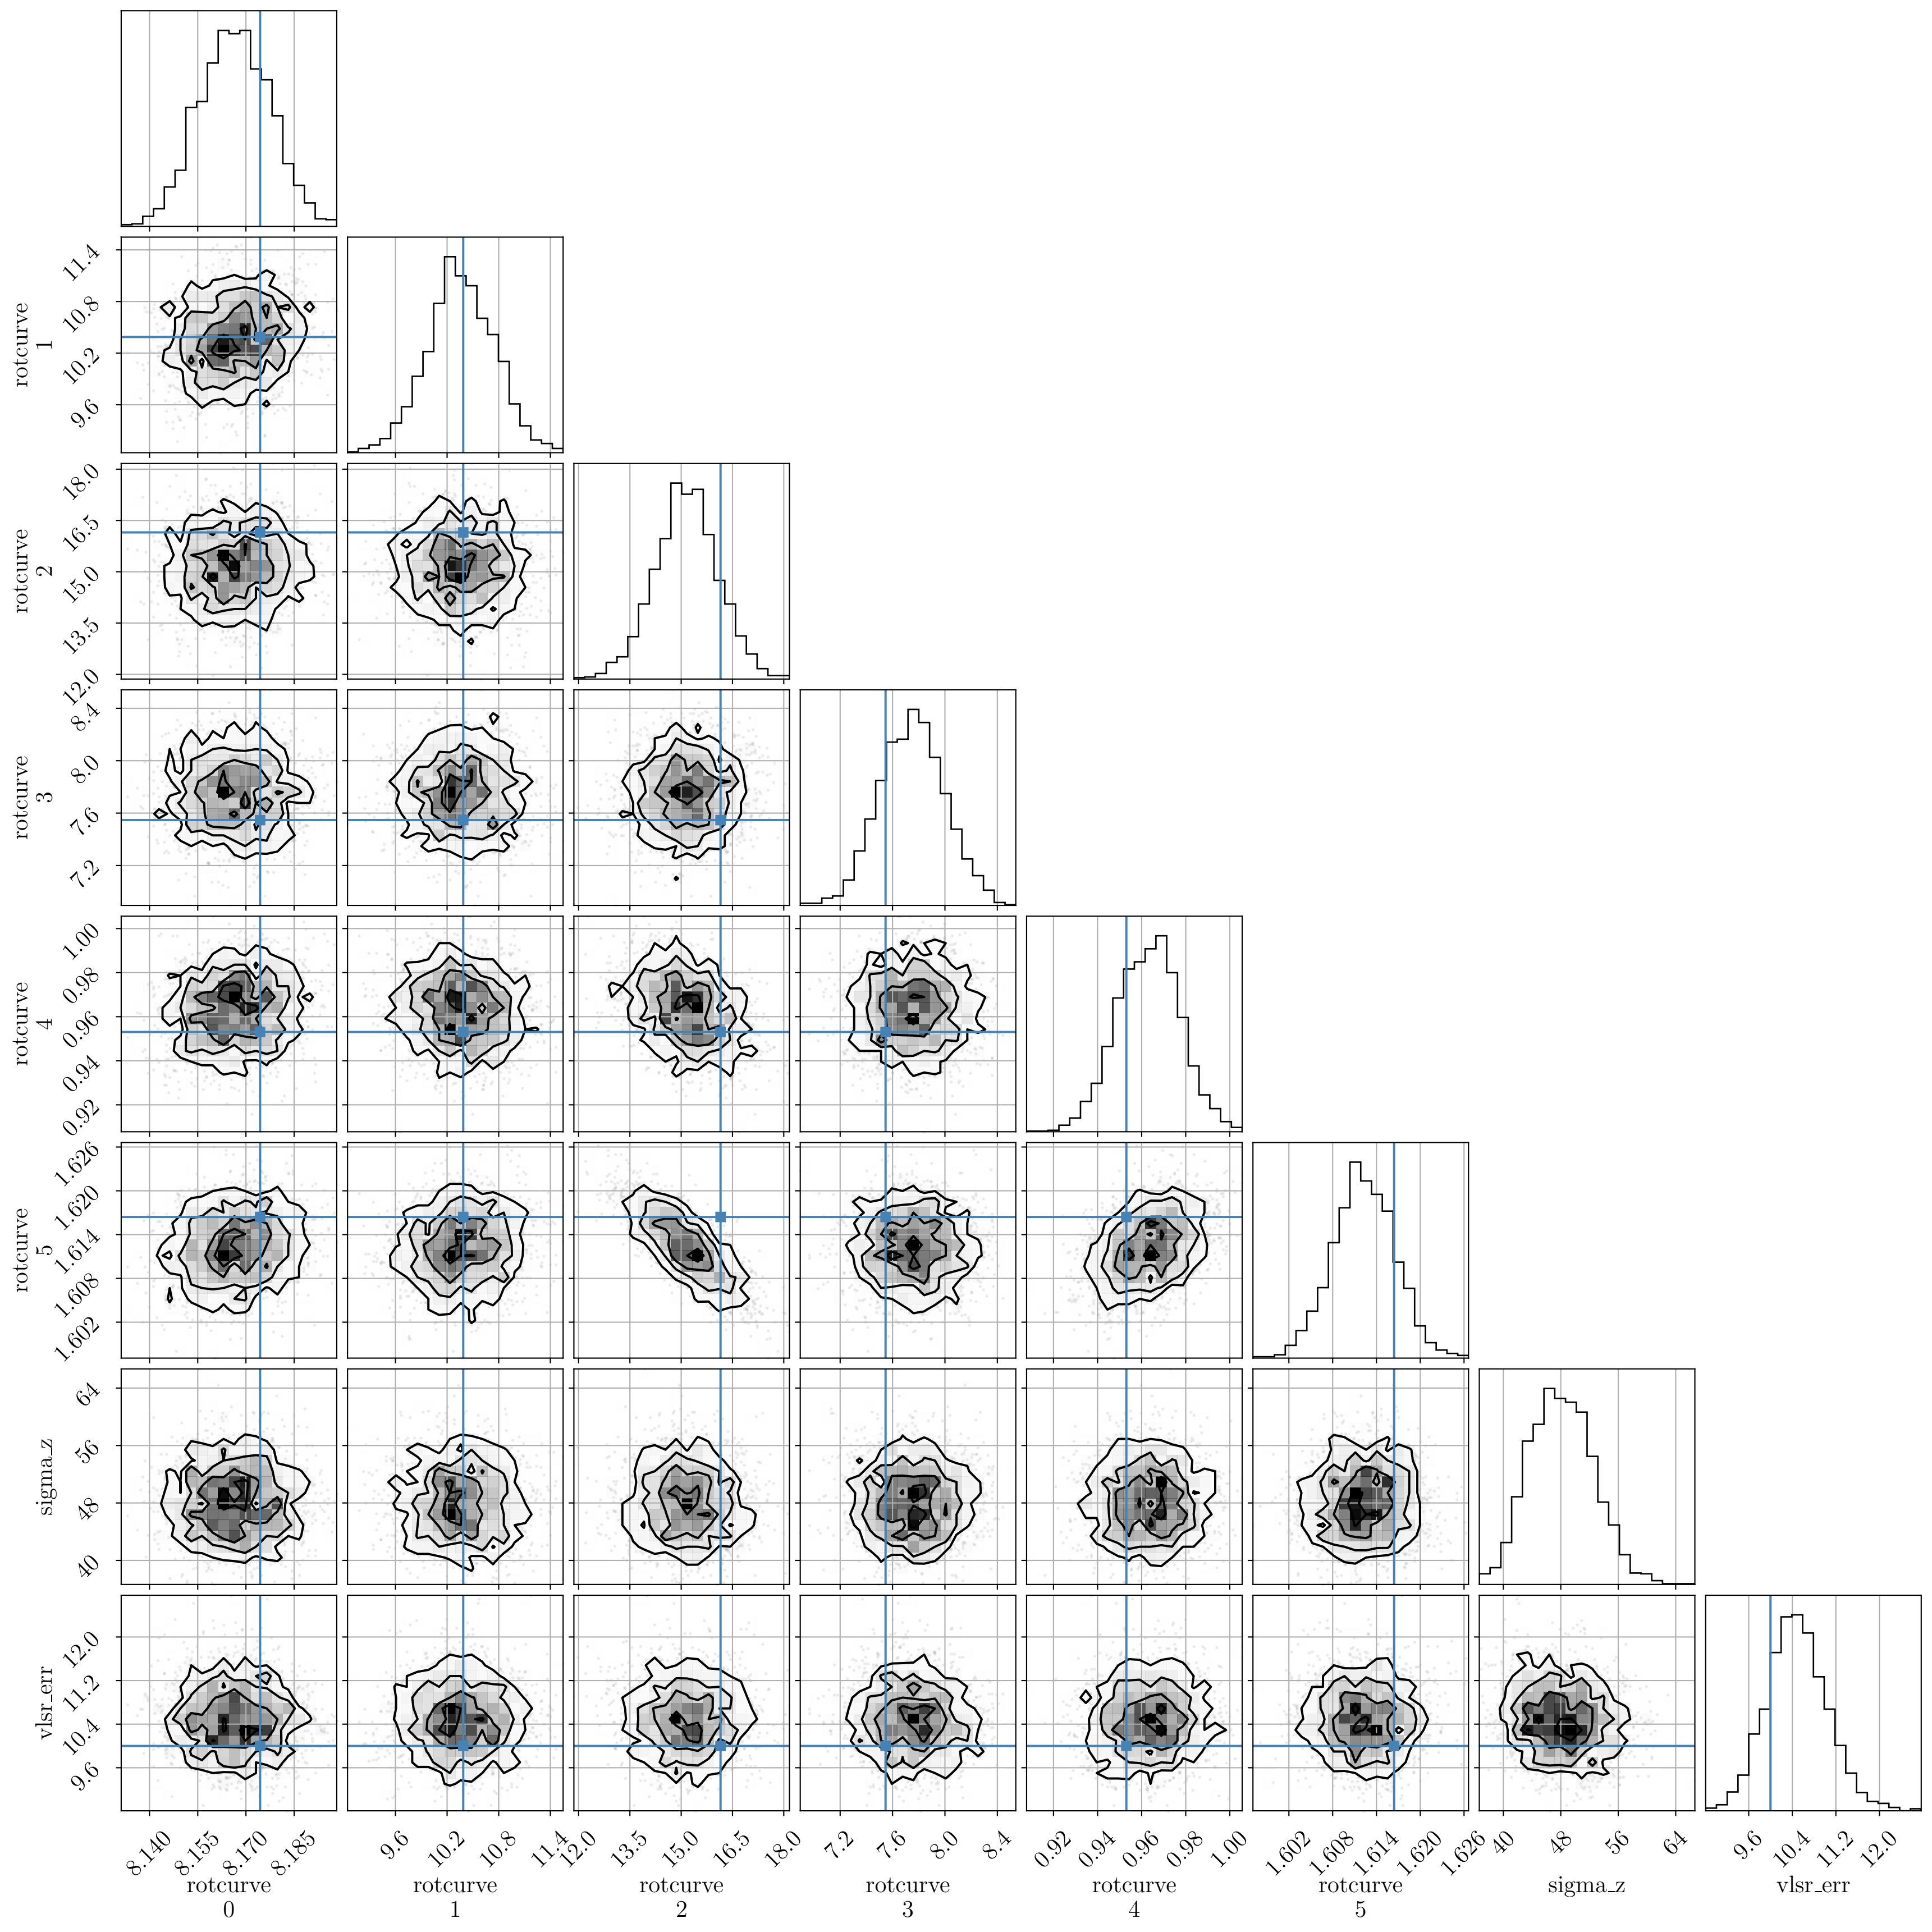 rotcurve
1
11.4
10.8
10.2
9.6
rotcurve
2
18.0
16.5
15.0
13.5
12.0
rotcurve
3
8.4
8.0
7.6
7.2
rotcurve
4
1.00
0.98
0.96
0.94
0.92
rotcurve
5
1.626
1.620
1.614
1.608
1.602
sigma_z
64
56
48
40
vlsr_err
12.0
11.2
10.4
9.6
8.140 8.155 8.170 8.185
rotcurve
0
9.6 10.2 10.8 11.4
rotcurve
1
12.0 13.5 15.0 16.5 18.0
rotcurve
2
7.2 7.6 8.0 8.4
rotcurve
3
0.92 0.94 0.96 0.98 1.00
rotcurve
4
1.602 1.608 1.614 1.620 1.626
rotcurve
5
40 48 56 64
sigma_z
9.6 10.4 11.2 12.0
vlsr_err